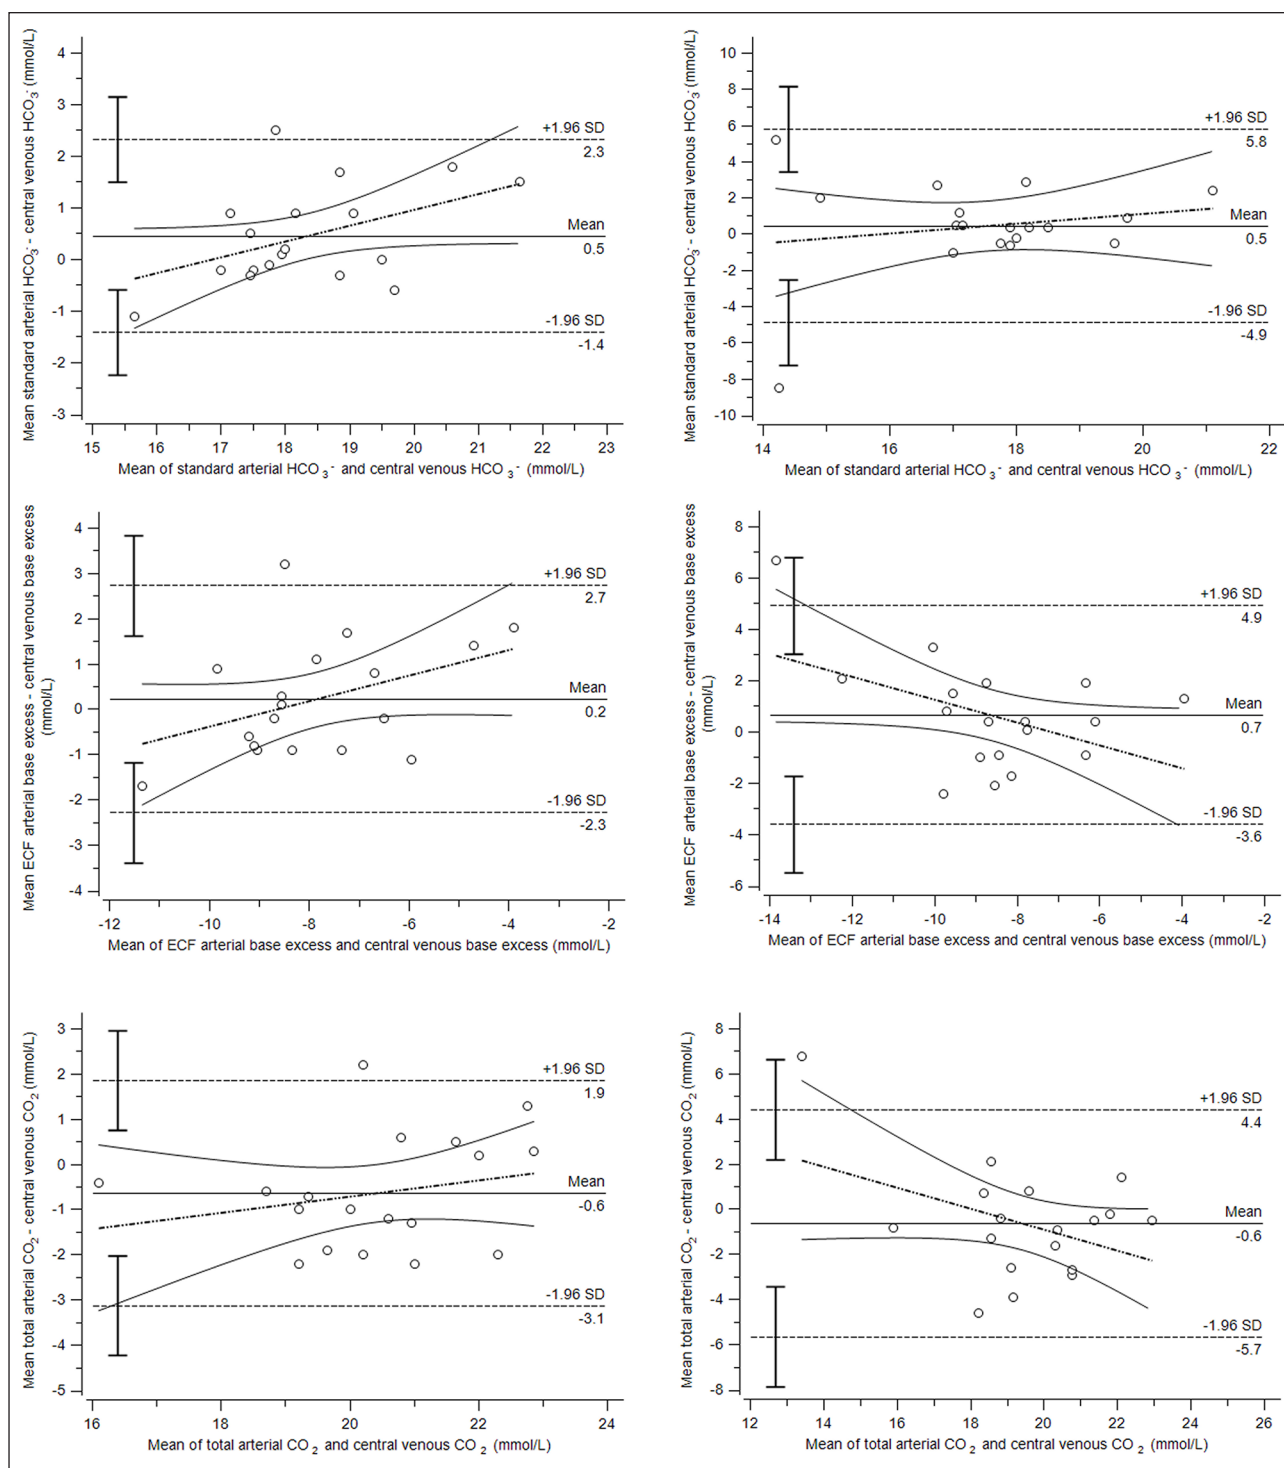 Mean standard arterial HCO3- - central venous HCO3- (mmol/L)
4
3
2
1
0
-1
-2
-3
+1.96 SD
2.3
Mean
0.5
-1.96 SD
-1.4
15 16 17 18 19 20 21 22 23
Mean of standard arterial HCO3- and central venous HCO3- (mmol/L)
Mean standard arterial HCO3- - central venous HCO3- (mmol/L)
10
8
6
4
2
0
-2
-4
-6
-8
-10
+1.96 SD
5.8
Mean
0.5
-1.96 SD
-4.9
14 16 18 20 22
Mean of standard arterial HCO3- and central venous HCO3- (mmol/L)
Mean ECF arterial base excess - central venous base excess
(mmol/L)
4
3
2
1
0
-1
-2
-3
-4
+1.96 SD
2.7
Mean
0.2
-1.96 SD
-2.3
-12 -10 -8 -6 -4 -2
Mean of ECF arterial base excess and central venous base excess (mmol/L)
Mean ECF arterial base excess - central venous base excess
(mmol/L)
8
6
4
2
0
-2
-4
-6
+1.96 SD
4.9
Mean
0.7
-1.96 SD
-3.6
-14 -12 -10 -8 -6 -4 -2
Mean of ECF arterial base excess and central venous base excess (mmol/L)
Mean total arterial CO2 - central venous CO2 (mmol/L)
3
2
1
0
-1
-2
-3
-4
-5
+1.96 SD
1.9
Mean
-0.6
-1.96 SD
-3.1
16 18 20 22 24
Mean of total arterial CO2 and central venous CO2 (mmol/L)
Mean total arterial CO2 - central venous CO2 (mmol/L)
8
6
4
2
0
-2
-4
-6
-8
+1.96 SD
4.4
Mean
-0.6
-1.96 SD
-5.7
12 14 16 18 20 22 24 26
Mean of total arterial CO2 and central venous CO2 (mmol/L)